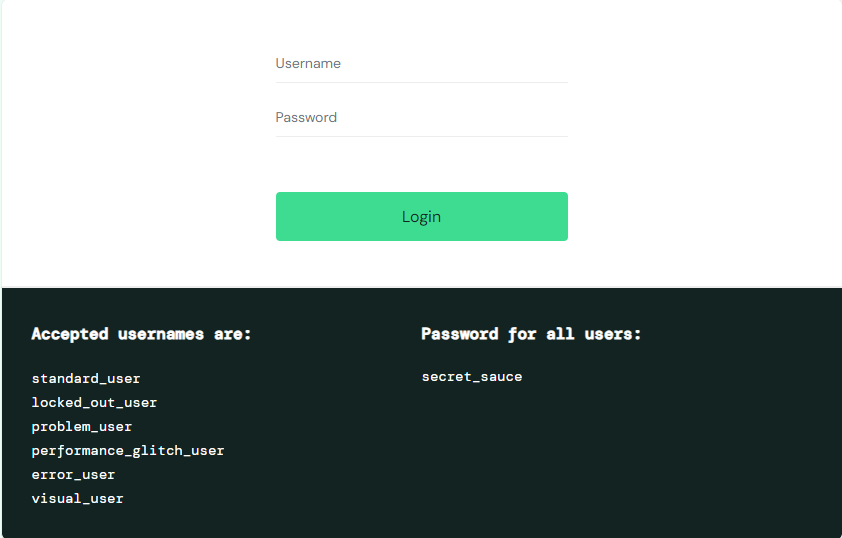 Username
Password
Login
Accepted usernames are:
standard_user
locked_out_user
problem_user
performance_glitch_user
error_user
visual_user
Password for all users:
secret_sauce